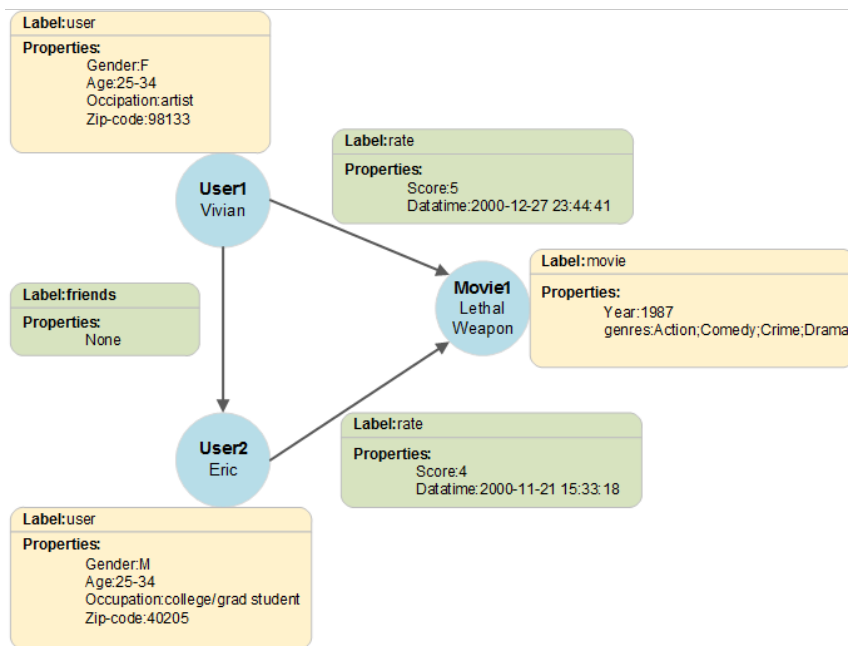 Label:user
Properties:
Gender:F
Age:25-34
Occipation:artist
Zip-code:98133
Label:rate
Properties:
Score:5
Datatime:2000-12-27 23:44:41
User1
Vivian
Label:movie
Properties:
Year:1987
genres:Action;Comedy;Crime;Drama
Movie1
Lethal
Weapon
Label:friends
Properties:
None
User2
Eric
Label:rate
Properties:
Score:4
Datatime:2000-11-21 15:33:18
Label:user
Properties:
Gender:M
Age:25-34
Occupation:college/grad student
Zip-code:40205